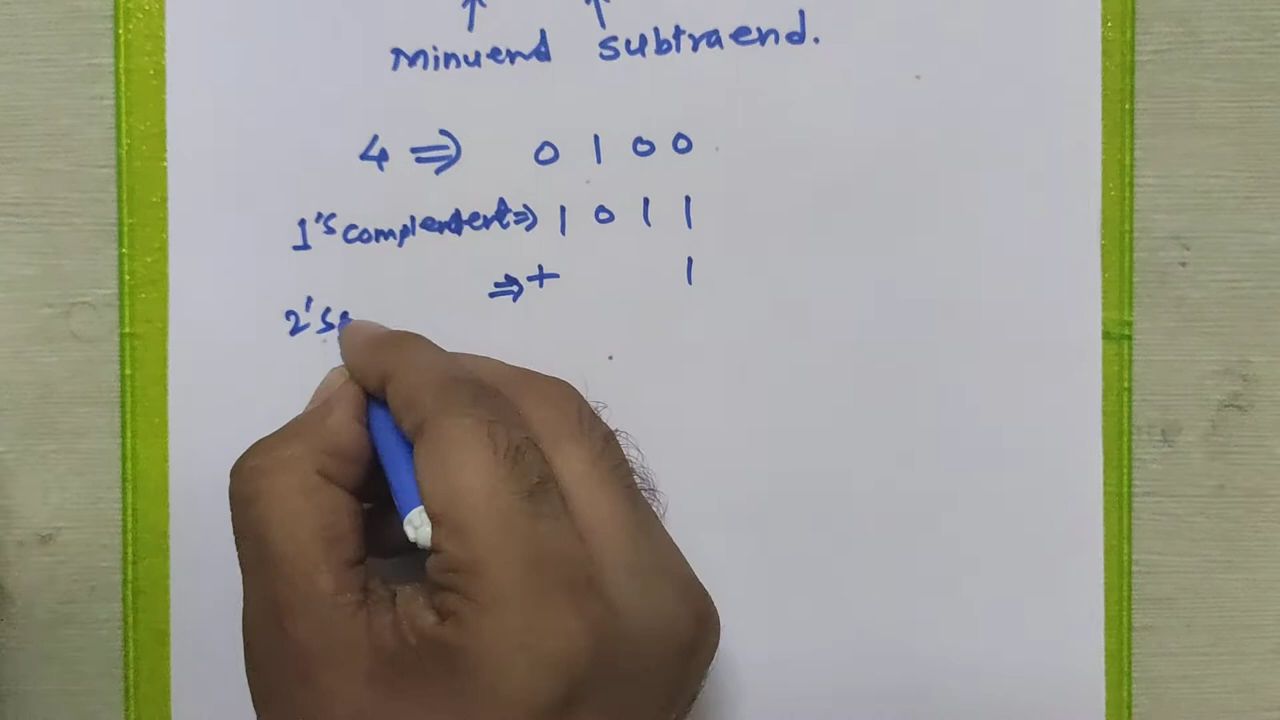 ↑ ↑
Minuend subtraend.
4 ⇒ 0 1 0 0
1's complement ⇒ 1 0 1 1
⇒ + 1
2's